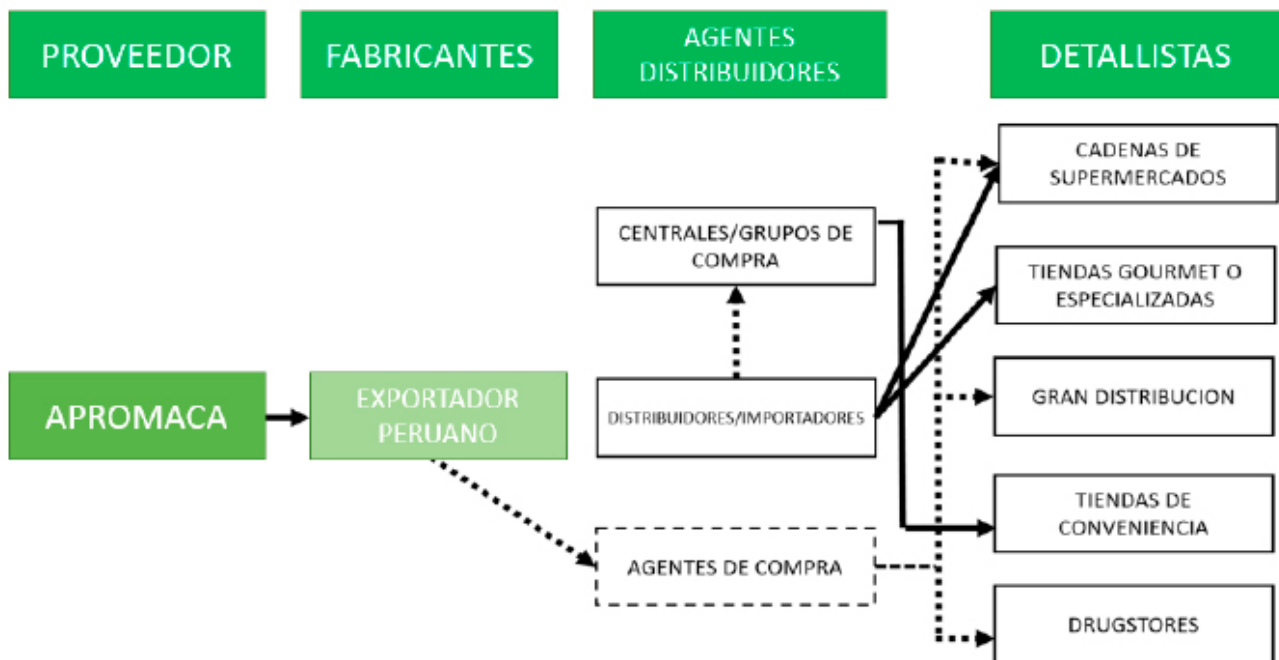 PROVEEDOR
FABRICANTES
AGENTES
DISTRIBUIDORES
DETALLISTAS
CADENAS DE
SUPERMERCADOS
CENTRALES/GRUPOS DE
COMPRA
TIENDAS GOURMET O
ESPECIALIZADAS
APROMACA
EXPORTADOR
PERUANO
DISTRIBUIDORES/IMPORTADORES
GRAN DISTRIBUCION
TIENDAS DE
CONVENIENCIA
AGENTES DE COMPRA
DRUGSTORES